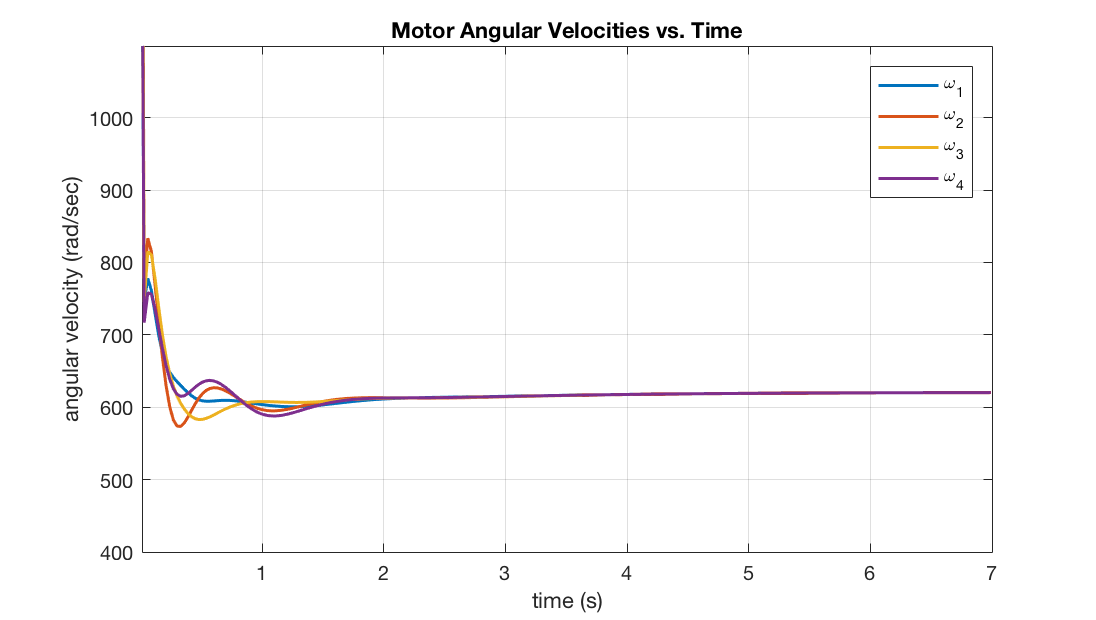 Motor Angular Velocities vs. Time
angular velocity (rad/sec)
1000
900
800
700
600
500
400
1 2 3 4 5 6 7
time (s)
ω1
ω2
ω3
ω4